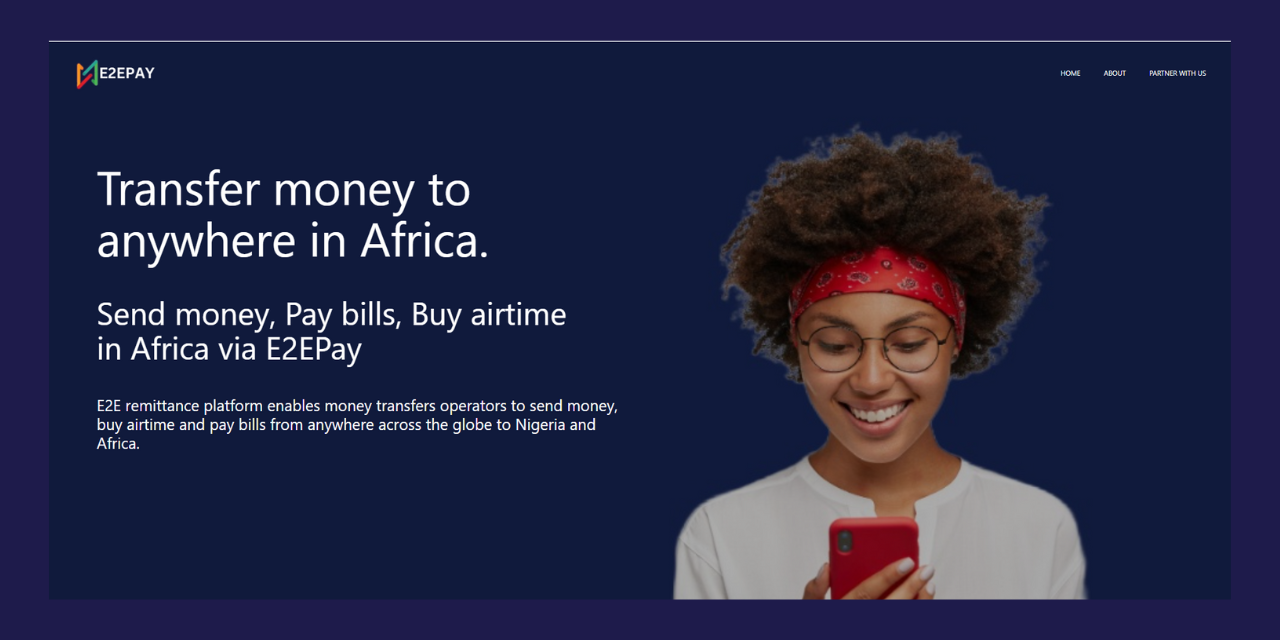 E2EPAY
HOME ABOUT PARTNER WITH US
Transfer money to
anywhere in Africa.
Send money, Pay bills, Buy airtime
in Africa via E2EPay
E2E remittance platform enables money transfers operators to send money,
buy airtime and pay bills from anywhere across the globe to Nigeria and
Africa.